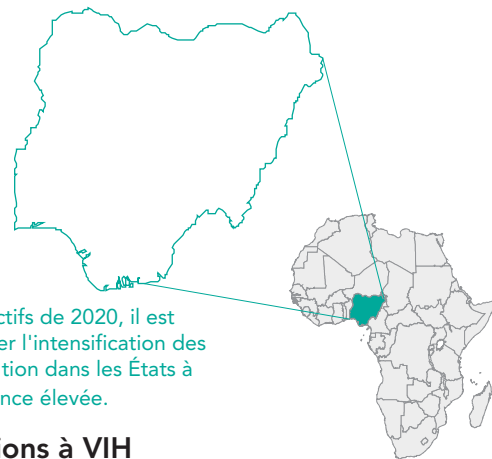 ctifs de 2020, il est
er l'intensification des
tion dans les États à
nce élevée.
ions à VIH